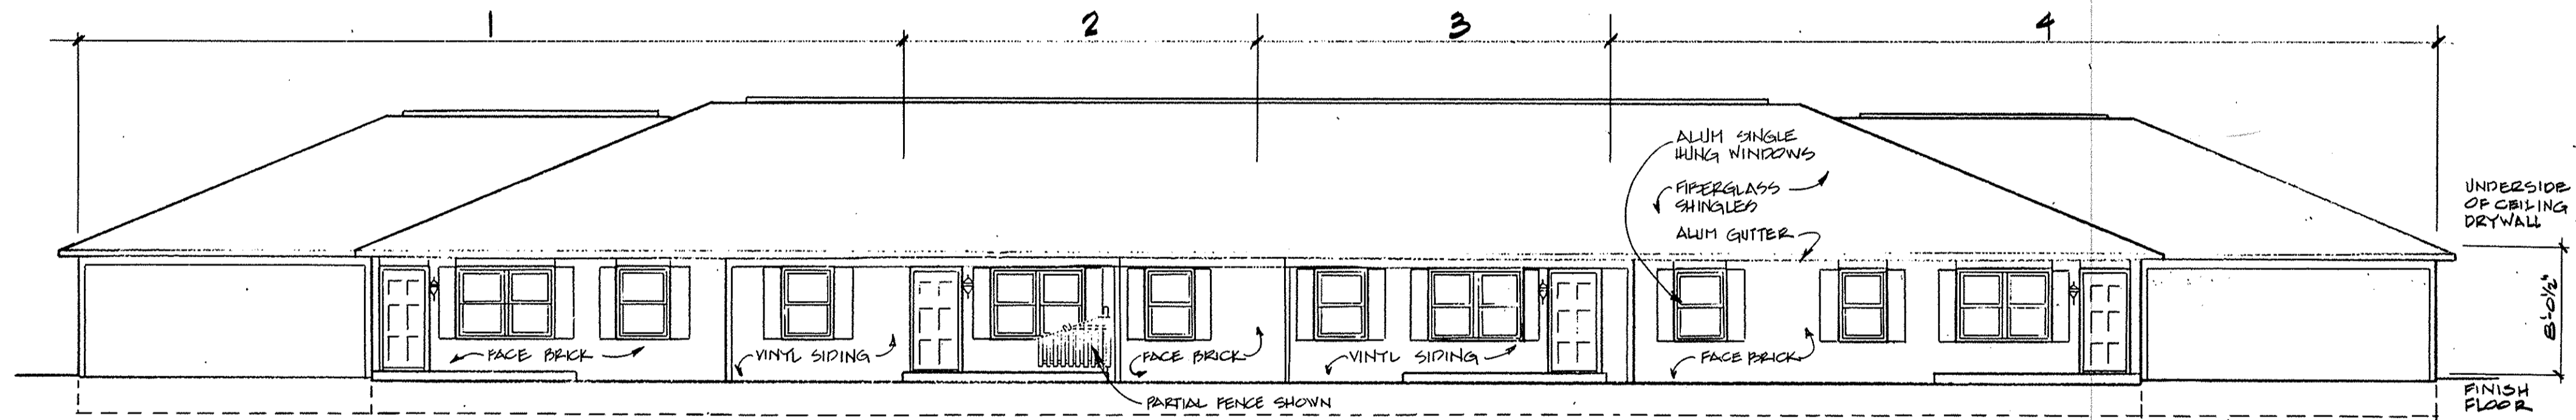 1
2
3
4
ALUM SINGLE
HUNG WINDOWS
FIBERGLASS
SHINGLES
ALUM GUTTER
UNDERSIDE
OF CEILING
DRYWALL
8'-0½"
FACE BRICK
VINYL SIDING
FACE BRICK
VINYL SIDING
FACE BRICK
FINISH
FLOOR
PARTIAL FENCE SHOWN